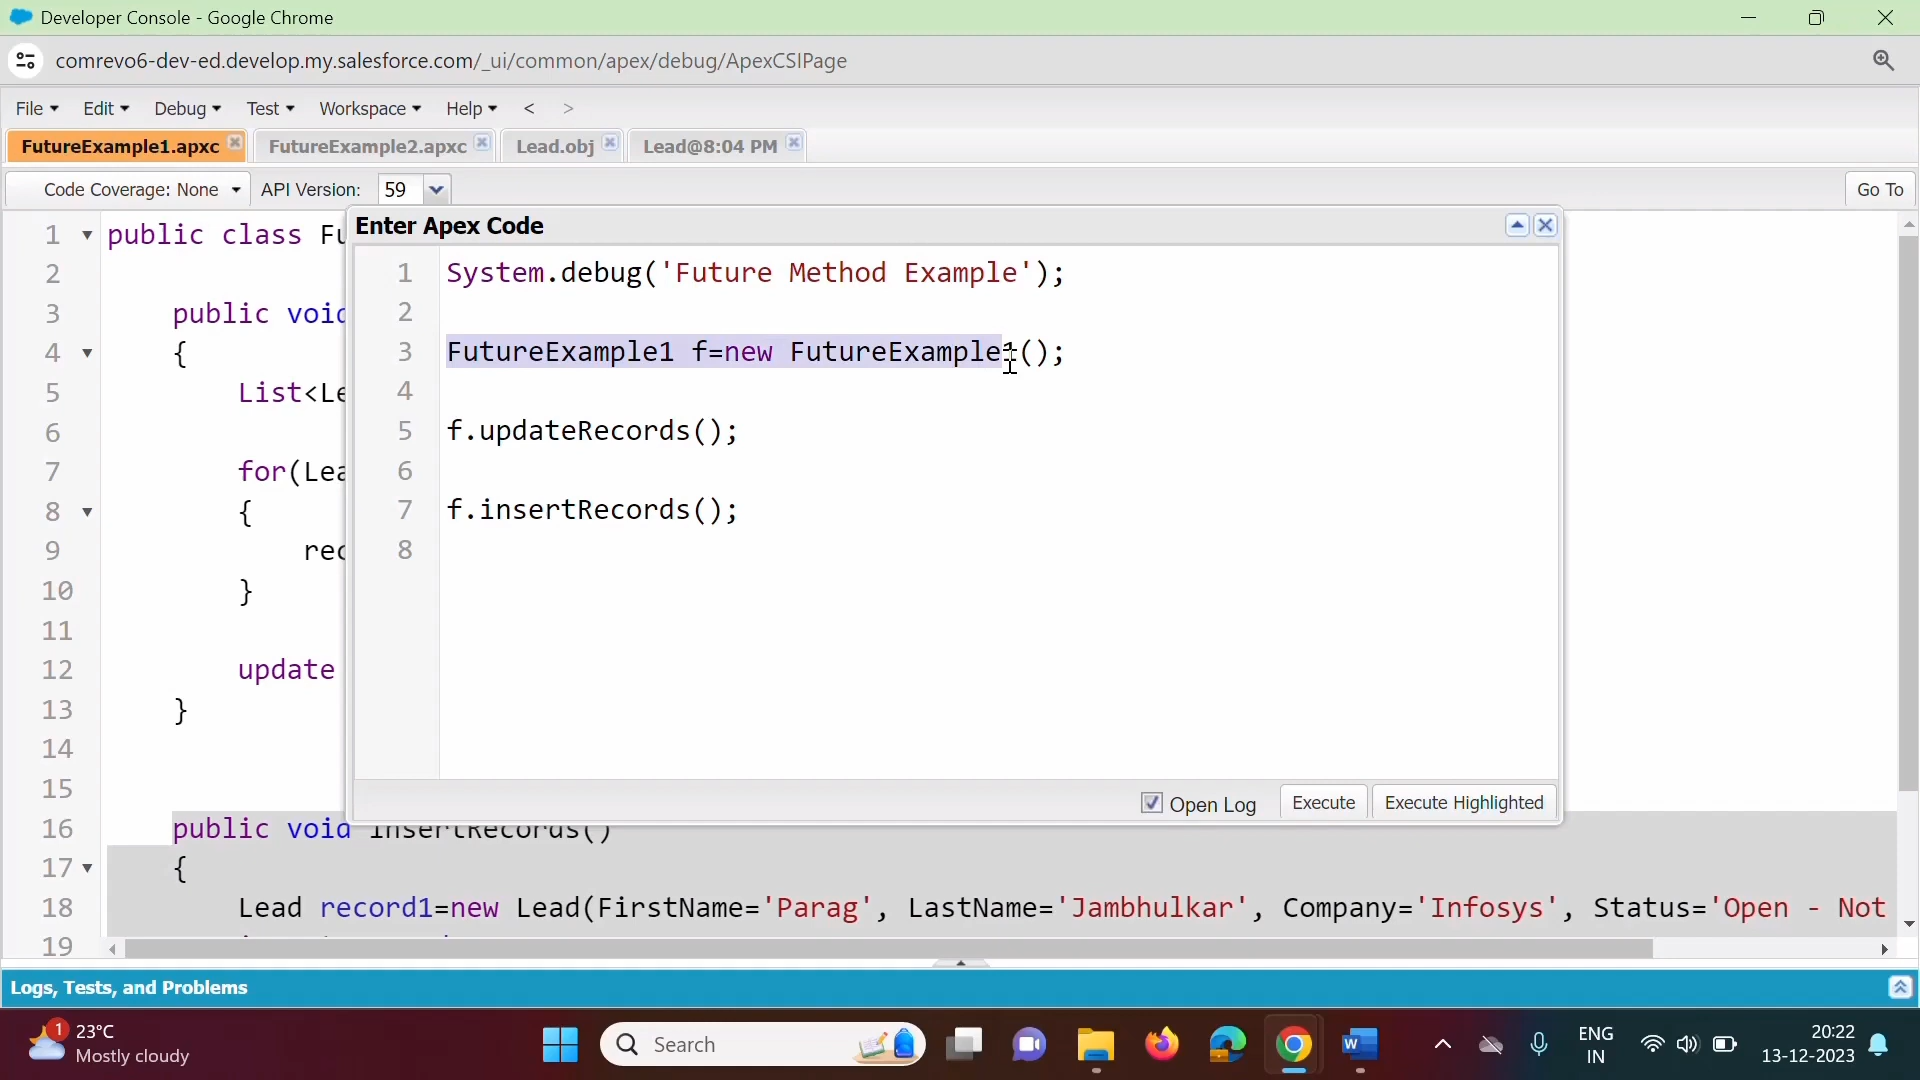 Developer Console - Google Chrome
comrevo6-dev-ed.develop.my.salesforce.com/_ui/common/apex/debug/ApexCSIPage
File Edit Debug Test Workspace Help < >
FutureExample1.apxc FutureExample2.apxc Lead.obj Lead@8:04 PM
Code Coverage: None API Version: 59 Go To
Enter Apex Code
1 System.debug('Future Method Example');
2
3 FutureExample1 f=new FutureExample1();
4
5 f.updateRecords();
6
7 f.insertRecords();
8
Open Log Execute Execute Highlighted
1 public class Fu
2
3 public void
4 {
5 List<Le
6
7 for(Lea
8 {
9 rec
10 }
11
12 update
13 }
14
15
16 public void insertRecords()
17 {
18 Lead record1=new Lead(FirstName='Parag', LastName='Jambhulkar', Company='Infosys', Status='Open - Not
19
Logs, Tests, and Problems
1 23°C
Mostly cloudy
Search
ENG
IN
20:22
13-12-2023